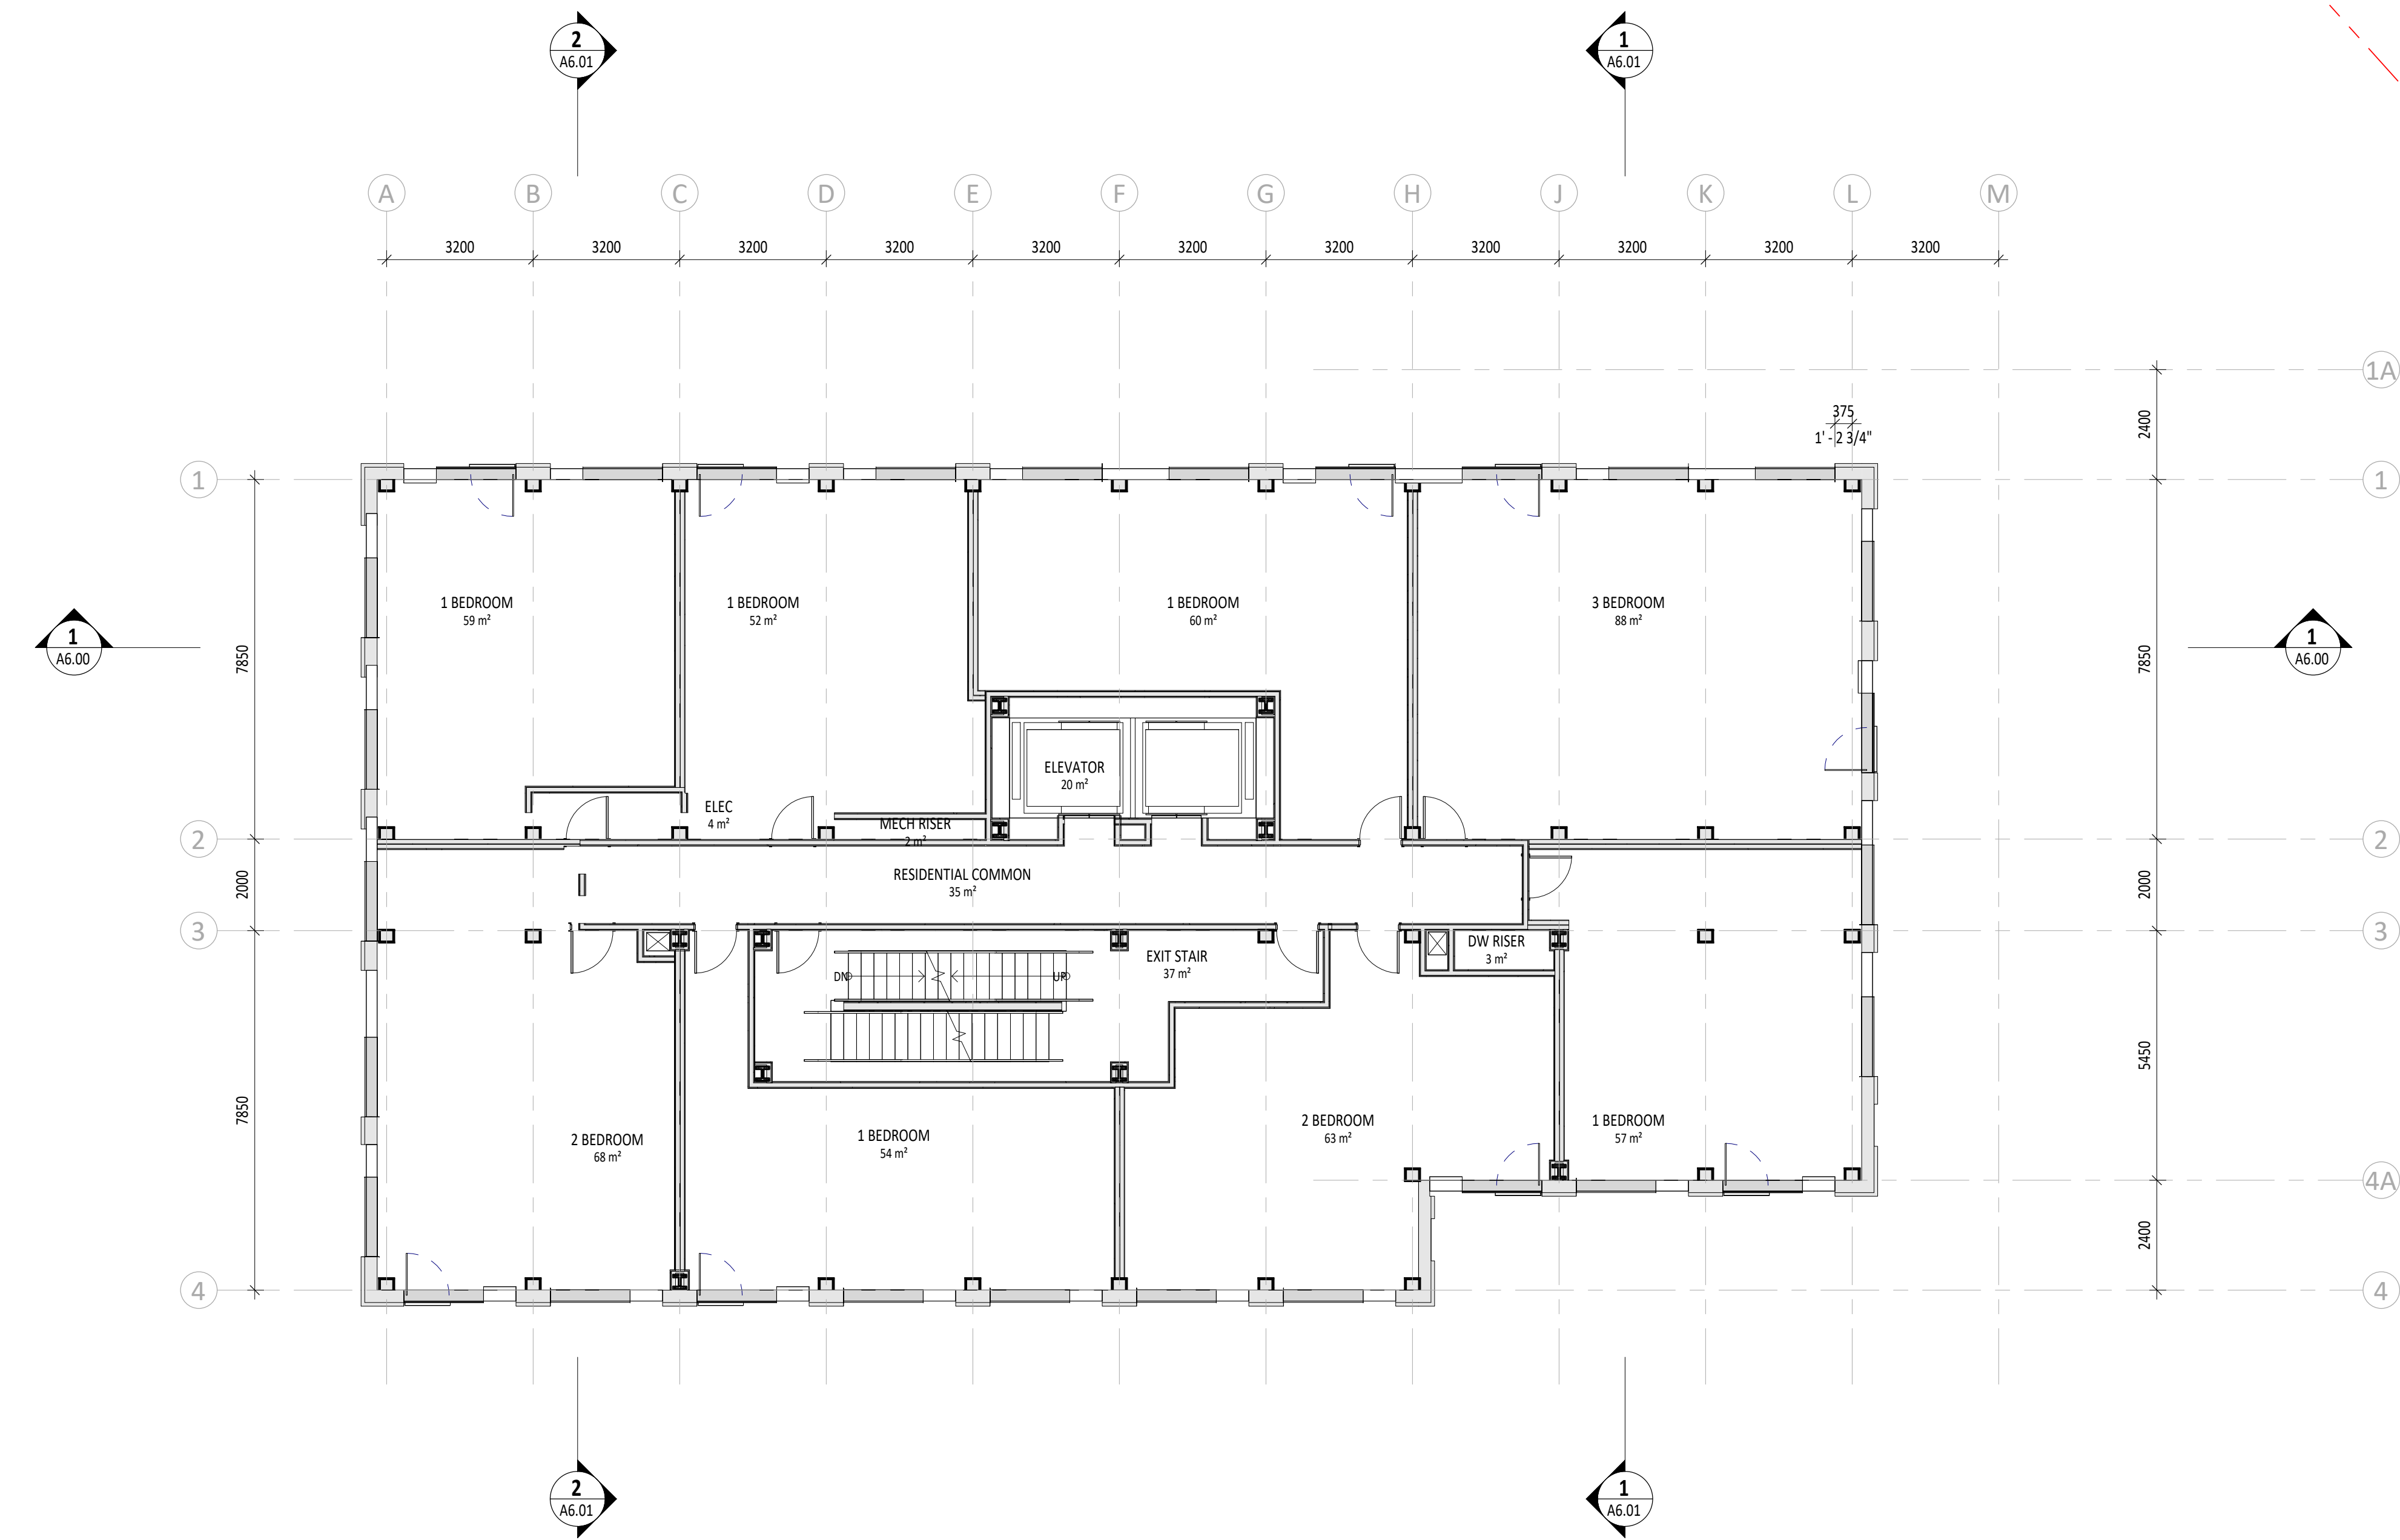 2
A6.01
1
A6.01
A
B
C
D
E
F
G
H
J
K
L
M
3200
3200
3200
3200
3200
3200
3200
3200
3200
3200
3200
1A
2400
375
1' - 2 3/4"
1
1
7850
7850
1
A6.00
1
A6.00
1 BEDROOM
59 m²
1 BEDROOM
52 m²
1 BEDROOM
60 m²
3 BEDROOM
88 m²
ELEVATOR
20 m²
ELEC
4 m²
MECH RISER
2 m²
2
2
2000
2000
RESIDENTIAL COMMON
35 m²
3
3
DN
UP
EXIT STAIR
37 m²
DW RISER
3 m²
7850
5450
2 BEDROOM
68 m²
1 BEDROOM
54 m²
2 BEDROOM
63 m²
1 BEDROOM
57 m²
4A
2400
4
4
2
A6.01
1
A6.01